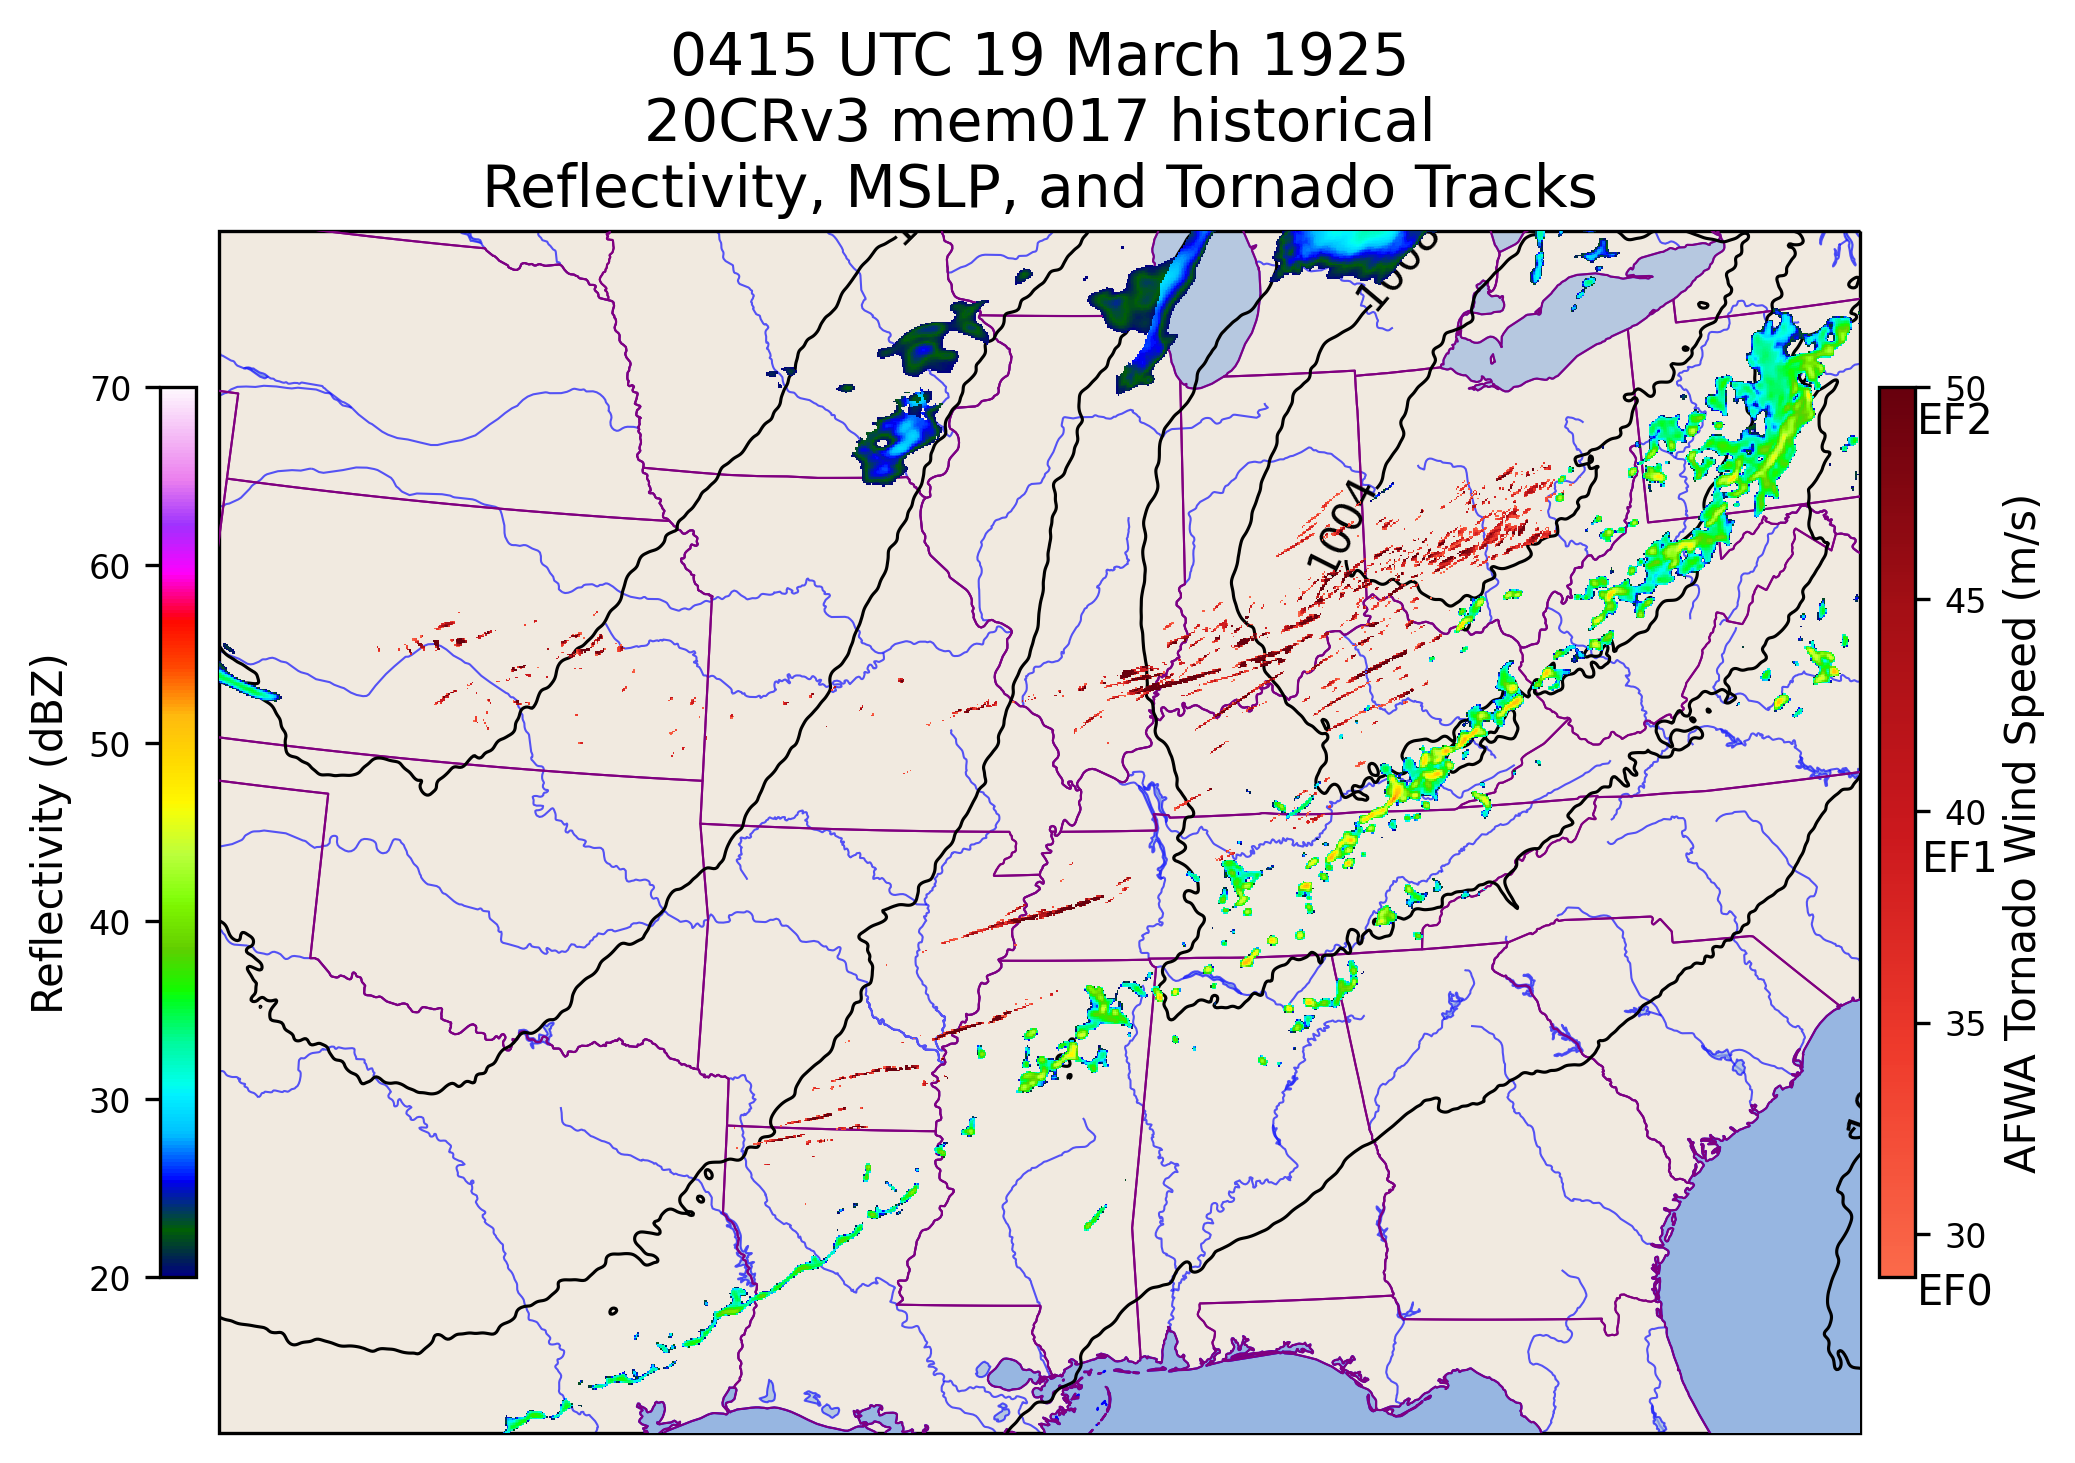 0415 UTC 19 March 1925
20CRv3 mem017 historical
Reflectivity, MSLP, and Tornado Tracks
1008
1004
70
60
50
40
30
20
Reflectivity (dBZ)
50
EF2
45
40
EF1
35
30
EF0
AFWA Tornado Wind Speed (m/s)